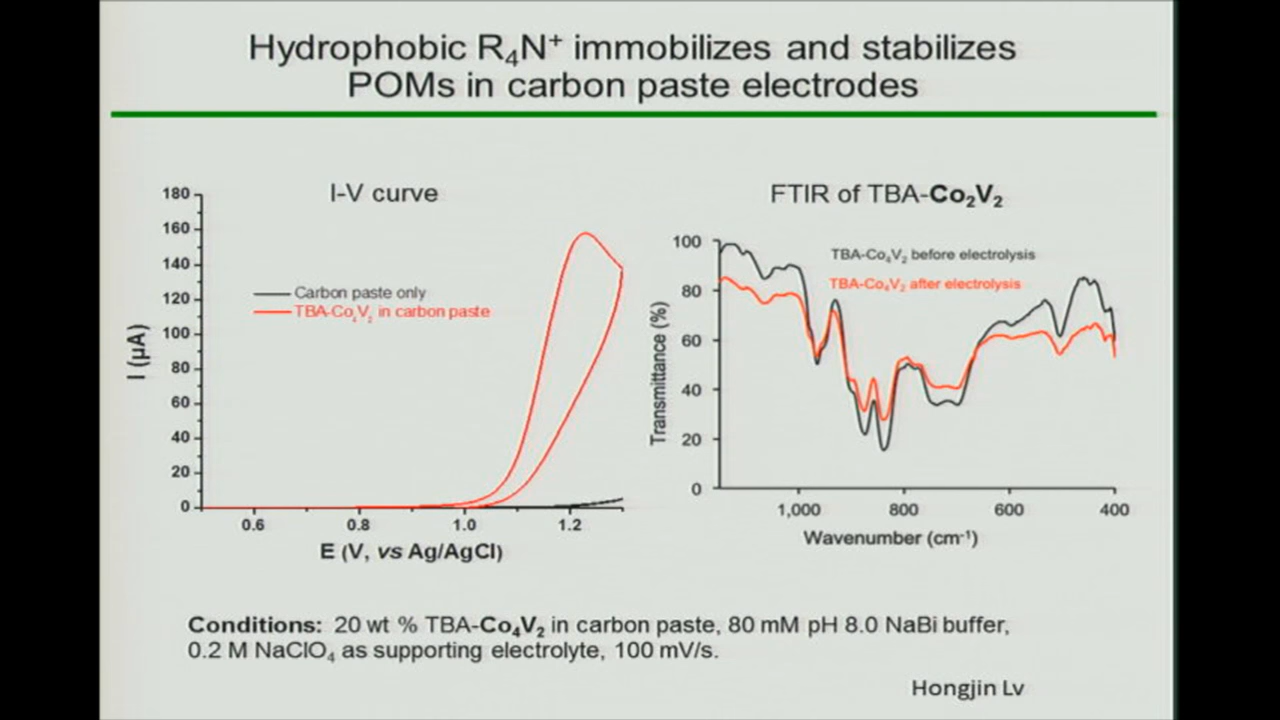 Hydrophobic R₄N⁺ immobilizes and stabilizes
POMs in carbon paste electrodes
I-V curve
180
160
140
120
100
80
60
40
20
0
I (µA)
Carbon paste only
TBA-Co₄V₂ in carbon paste
0.6
0.8
1.0
1.2
E (V, vs Ag/AgCl)
FTIR of TBA-Co₂V₂
100
80
60
40
20
0
Transmittance (%)
TBA-Co₄V₂ before electrolysis
TBA-Co₄V₂ after electrolysis
1,000
800
600
400
Wavenumber (cm⁻¹)
Conditions: 20 wt % TBA-Co₄V₂ in carbon paste, 80 mM pH 8.0 NaBi buffer,
0.2 M NaClO₄ as supporting electrolyte, 100 mV/s.
Hongjin Lv